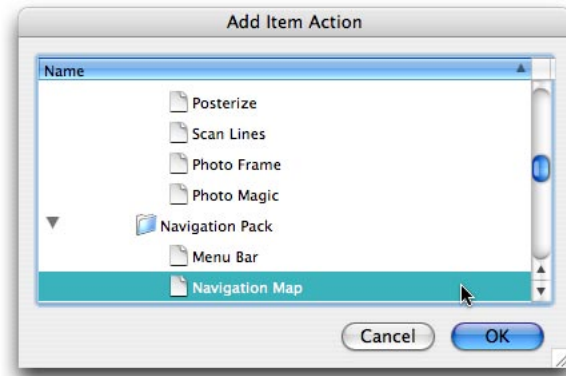 Add Item Action
Name
Posterize
Scan Lines
Photo Frame
Photo Magic
Navigation Pack
Menu Bar
Navigation Map
Cancel OK